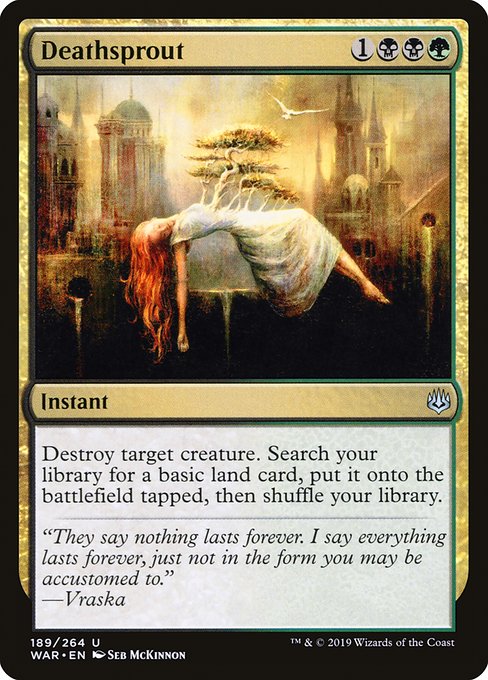 Deathsprout 1
Instant
Destroy target creature. Search your
library for a basic land card, put it onto the
battlefield tapped, then shuffle your library.
“They say nothing lasts forever. I say everything
lasts forever, just not in the form you may be
accustomed to.”
—Vraska
189/264 U
WAR • EN Seb McKinnon
™ & © 2019 Wizards of the Coast